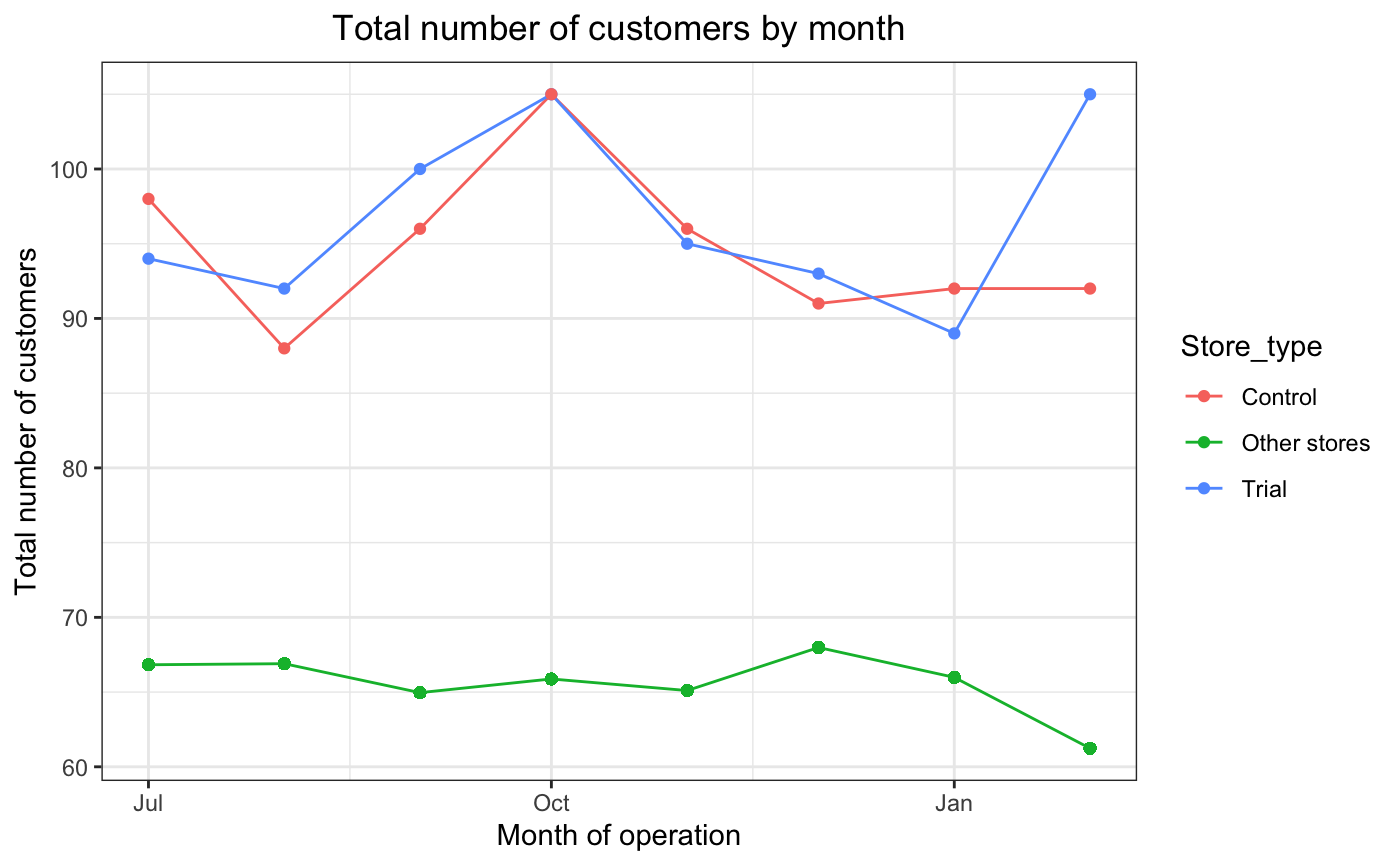 Total number of customers by month
Total number of customers
100
90
80
70
60
Jul
Oct
Jan
Month of operation
Store_type
Control
Other stores
Trial